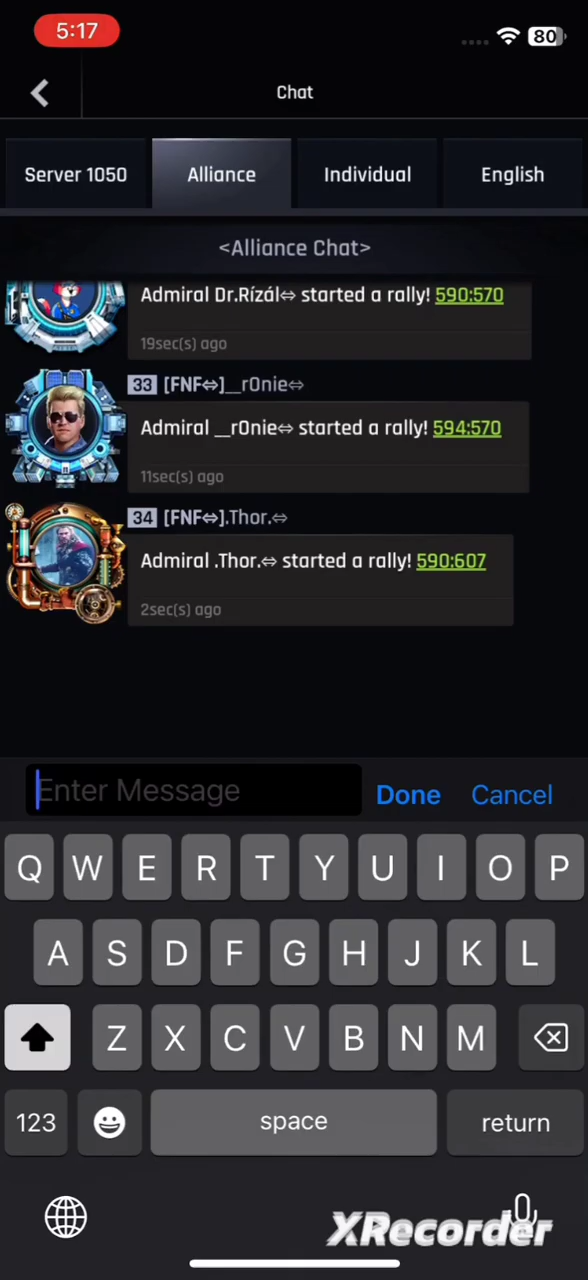 5:17
80
Chat
Server 1050
Alliance
Individual
English
<Alliance Chat>
Admiral Dr.Rízál⇔ started a rally! 590:570
19sec(s) ago
33 [FNF⇔]__r0nie⇔
Admiral __r0nie⇔ started a rally! 594:570
11sec(s) ago
34 [FNF⇔].Thor.⇔
Admiral .Thor.⇔ started a rally! 590:607
2sec(s) ago
Enter Message
Done
Cancel
Q W E R T Y U I O P
A S D F G H J K L
Z X C V B N M
123
space
return
XRecorder